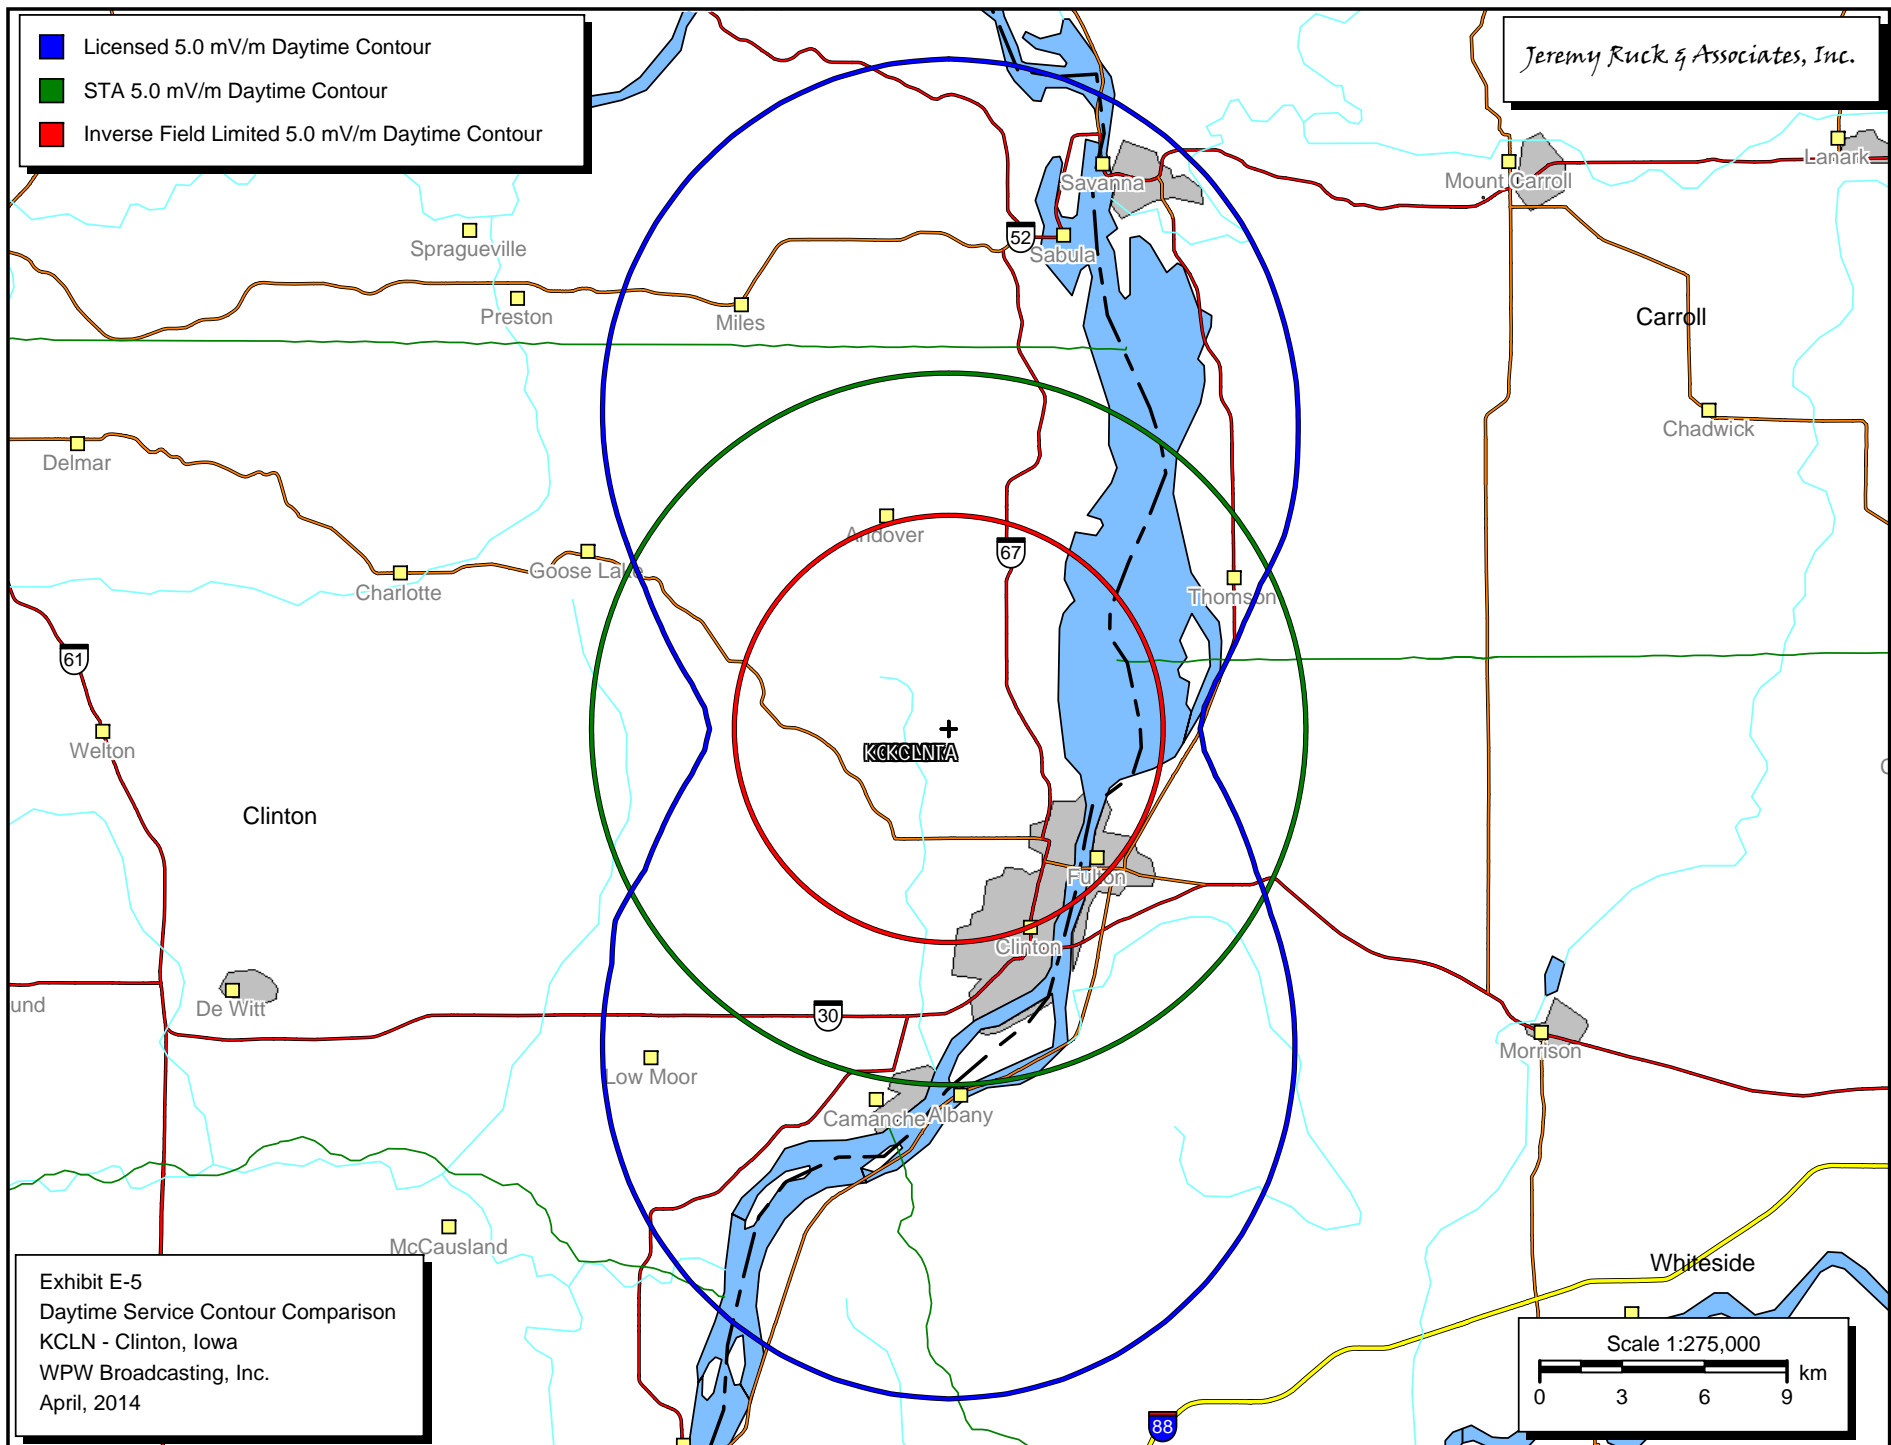 Licensed 5.0 mV/m Daytime Contour
STA 5.0 mV/m Daytime Contour
Inverse Field Limited 5.0 mV/m Daytime Contour
Jeremy Ruck & Associates, Inc.
Savanna
Mount Carroll
Lanark
Spragueville
52
Sabula
Preston
Miles
Carroll
Chadwick
Delmar
Andover
67
Goose Lake
Charlotte
Thomson
61
Welton
Clinton
Fulton
Clinton
De Witt
und
30
Low Moor
Morrison
Camanche
Albany
McCausland
Whiteside
88
Exhibit E-5
Daytime Service Contour Comparison
KCLN - Clinton, Iowa
WPW Broadcasting, Inc.
April, 2014
Scale 1:275,000
km
0 3 6 9